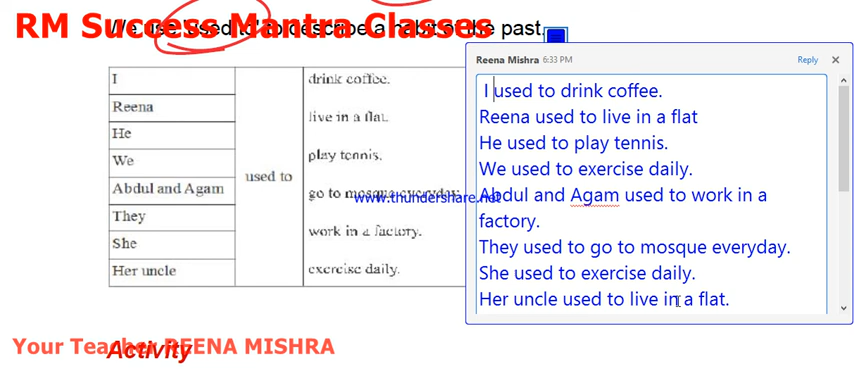 RM Success Mantra Classes
We use 'used to' to describe a habit of the past.
I
Reena
He
We
Abdul and Agam
They
She
Her uncle
used to
drink coffee.
live in a flat.
play tennis.
go to mosque everyday.
work in a factory.
exercise daily.
www.thundershare.net
Reena Mishra 6:33 PM Reply
I used to drink coffee.
Reena used to live in a flat
He used to play tennis.
We used to exercise daily.
Abdul and Agam used to work in a
factory.
They used to go to mosque everyday.
She used to exercise daily.
Her uncle used to live in a flat.
Your Teacher REENA MISHRA
Activity